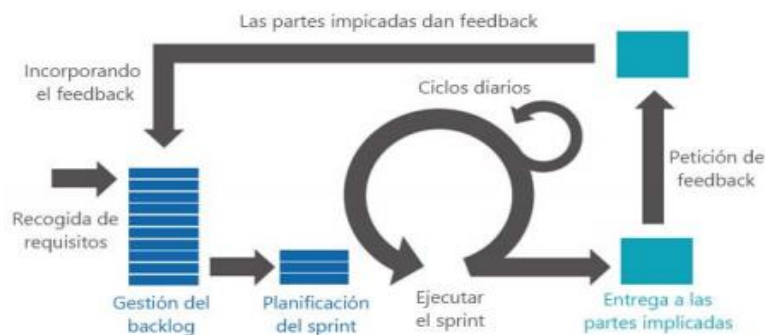 Las partes impicadas dan feedback
Incorporando
el feedback
Ciclos diarios
Petición de
feedback
Recogida de
requisitos
Gestión del
backlog
Planificación
del sprint
Ejecutar
el sprint
Entrega a las
partes implicadas